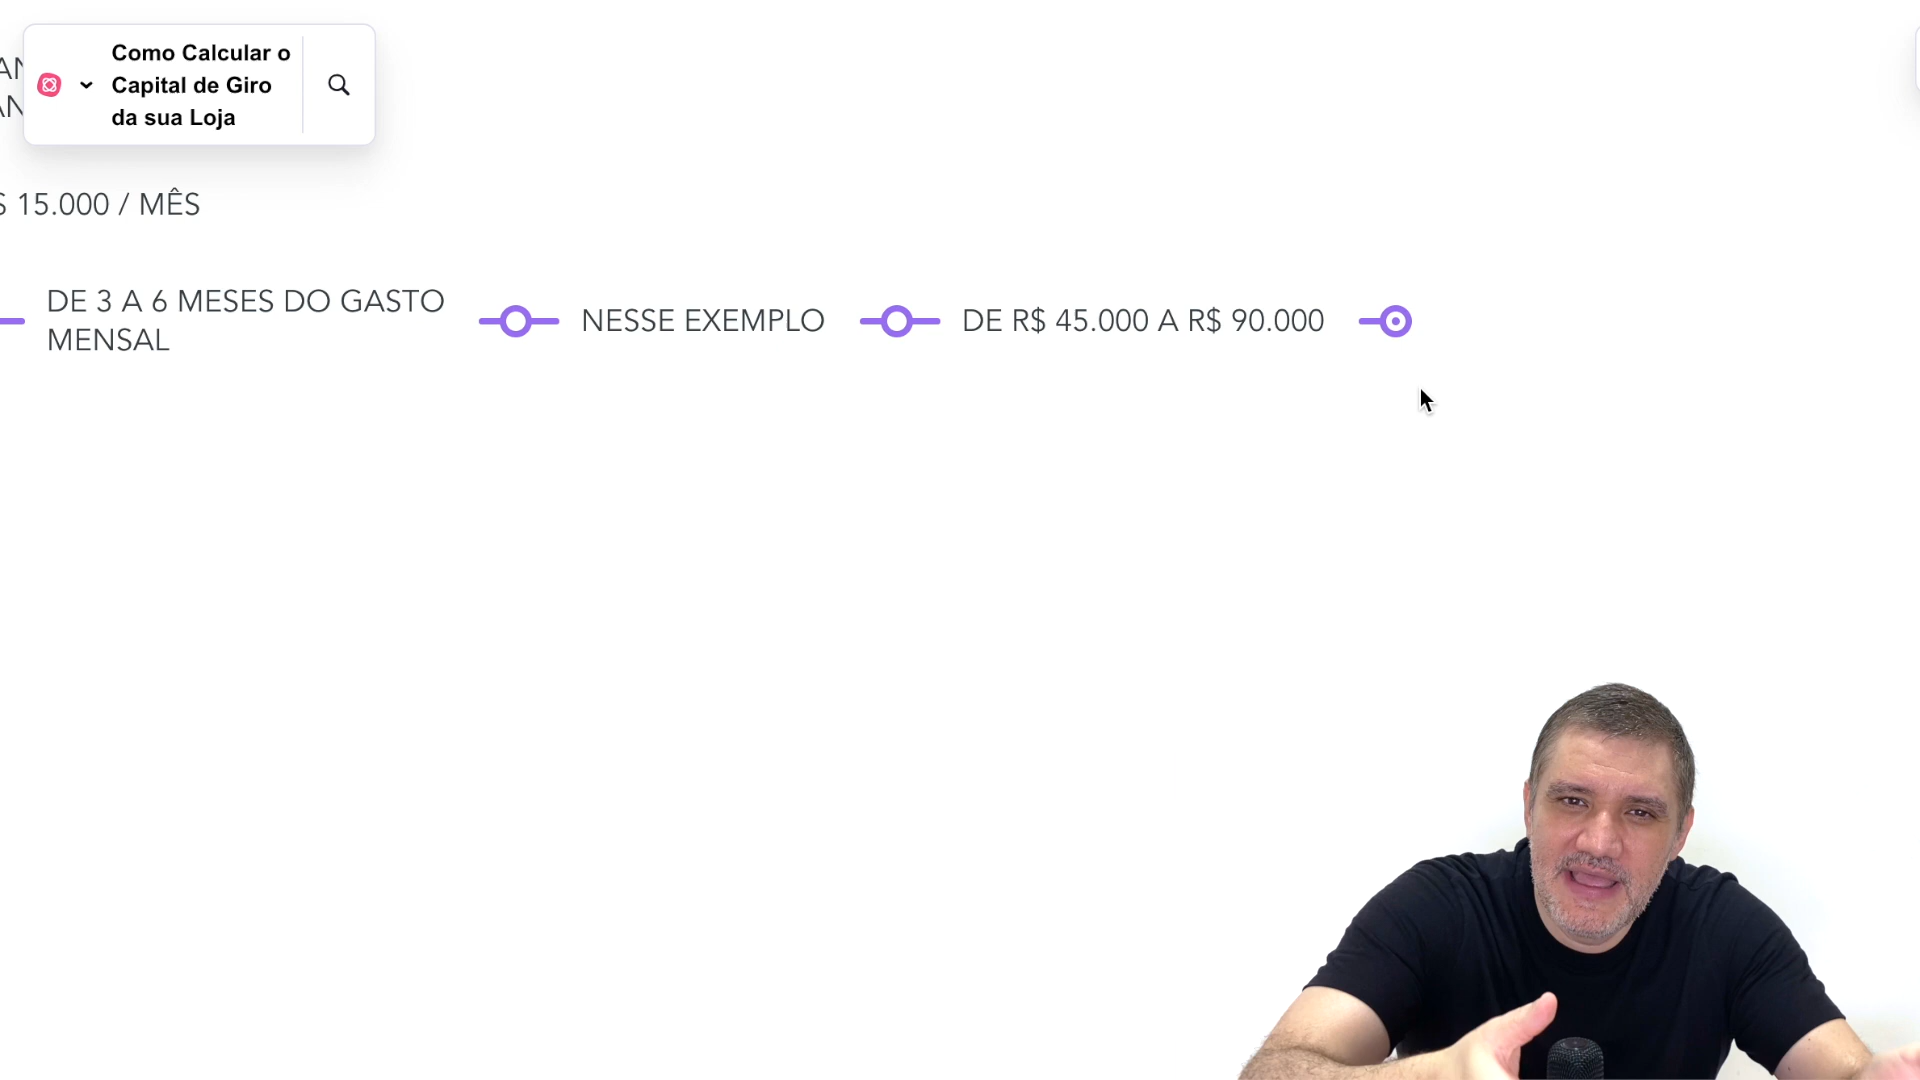 Como Calcular o
Capital de Giro
da sua Loja
15.000 / MÊS
DE 3 A 6 MESES DO GASTO
MENSAL
NESSE EXEMPLO
DE R$ 45.000 A R$ 90.000